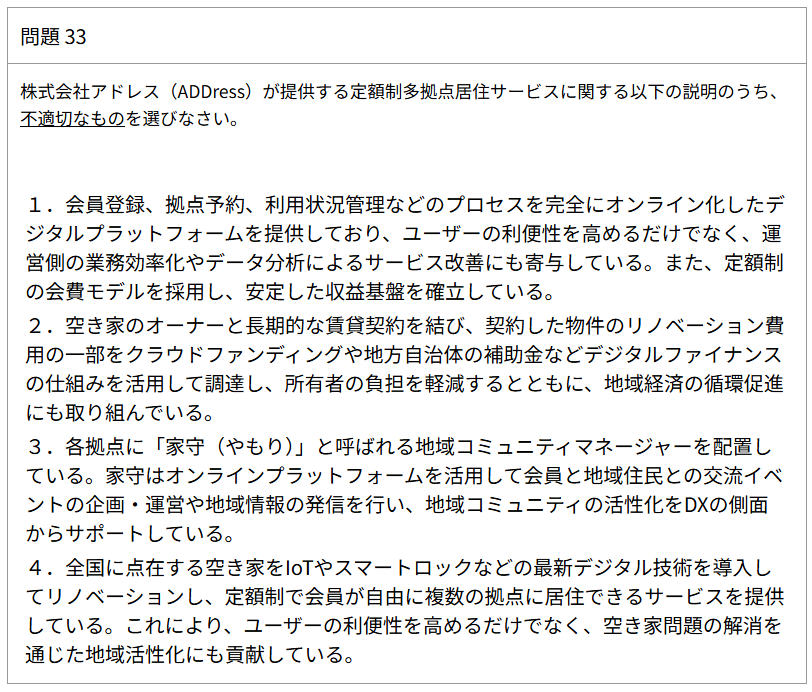 問題 33
株式会社アドレス（ADDress）が提供する定額制多拠点居住サービスに関する以下の説明のうち、
不適切なものを選びなさい。
１．会員登録、拠点予約、利用状況管理などのプロセスを完全にオンライン化したデ
ジタルプラットフォームを提供しており、ユーザーの利便性を高めるだけでなく、運
営側の業務効率化やデータ分析によるサービス改善にも寄与している。また、定額制
の会費モデルを採用し、安定した収益基盤を確立している。
２．空き家のオーナーと長期的な賃貸契約を結び、契約した物件のリノベーション費
用の一部をクラウドファンディングや地方自治体の補助金などデジタルファイナンス
の仕組みを活用して調達し、所有者の負担を軽減するとともに、地域経済の循環促進
にも取り組んでいる。
３．各拠点に「家守（やもり）」と呼ばれる地域コミュニティマネージャーを配置し
ている。家守はオンラインプラットフォームを活用して会員と地域住民との交流イベ
ントの企画・運営や地域情報の発信を行い、地域コミュニティの活性化をDXの側面
からサポートしている。
４．全国に点在する空き家をIoTやスマートロックなどの最新デジタル技術を導入し
てリノベーションし、定額制で会員が自由に複数の拠点に居住できるサービスを提供
している。これにより、ユーザーの利便性を高めるだけでなく、空き家問題の解消を
通じた地域活性化にも貢献している。